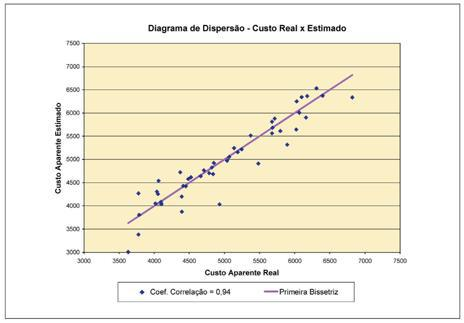 Diagrama de Dispersão - Custo Real x Estimado
Custo Aparente Estimado
7500
7000
6500
6000
5500
5000
4500
4000
3500
3000
3000 3500 4000 4500 5000 5500 6000 6500 7000 7500
Custo Aparente Real
Coef. Correlação = 0,94 Primeira Bissetriz